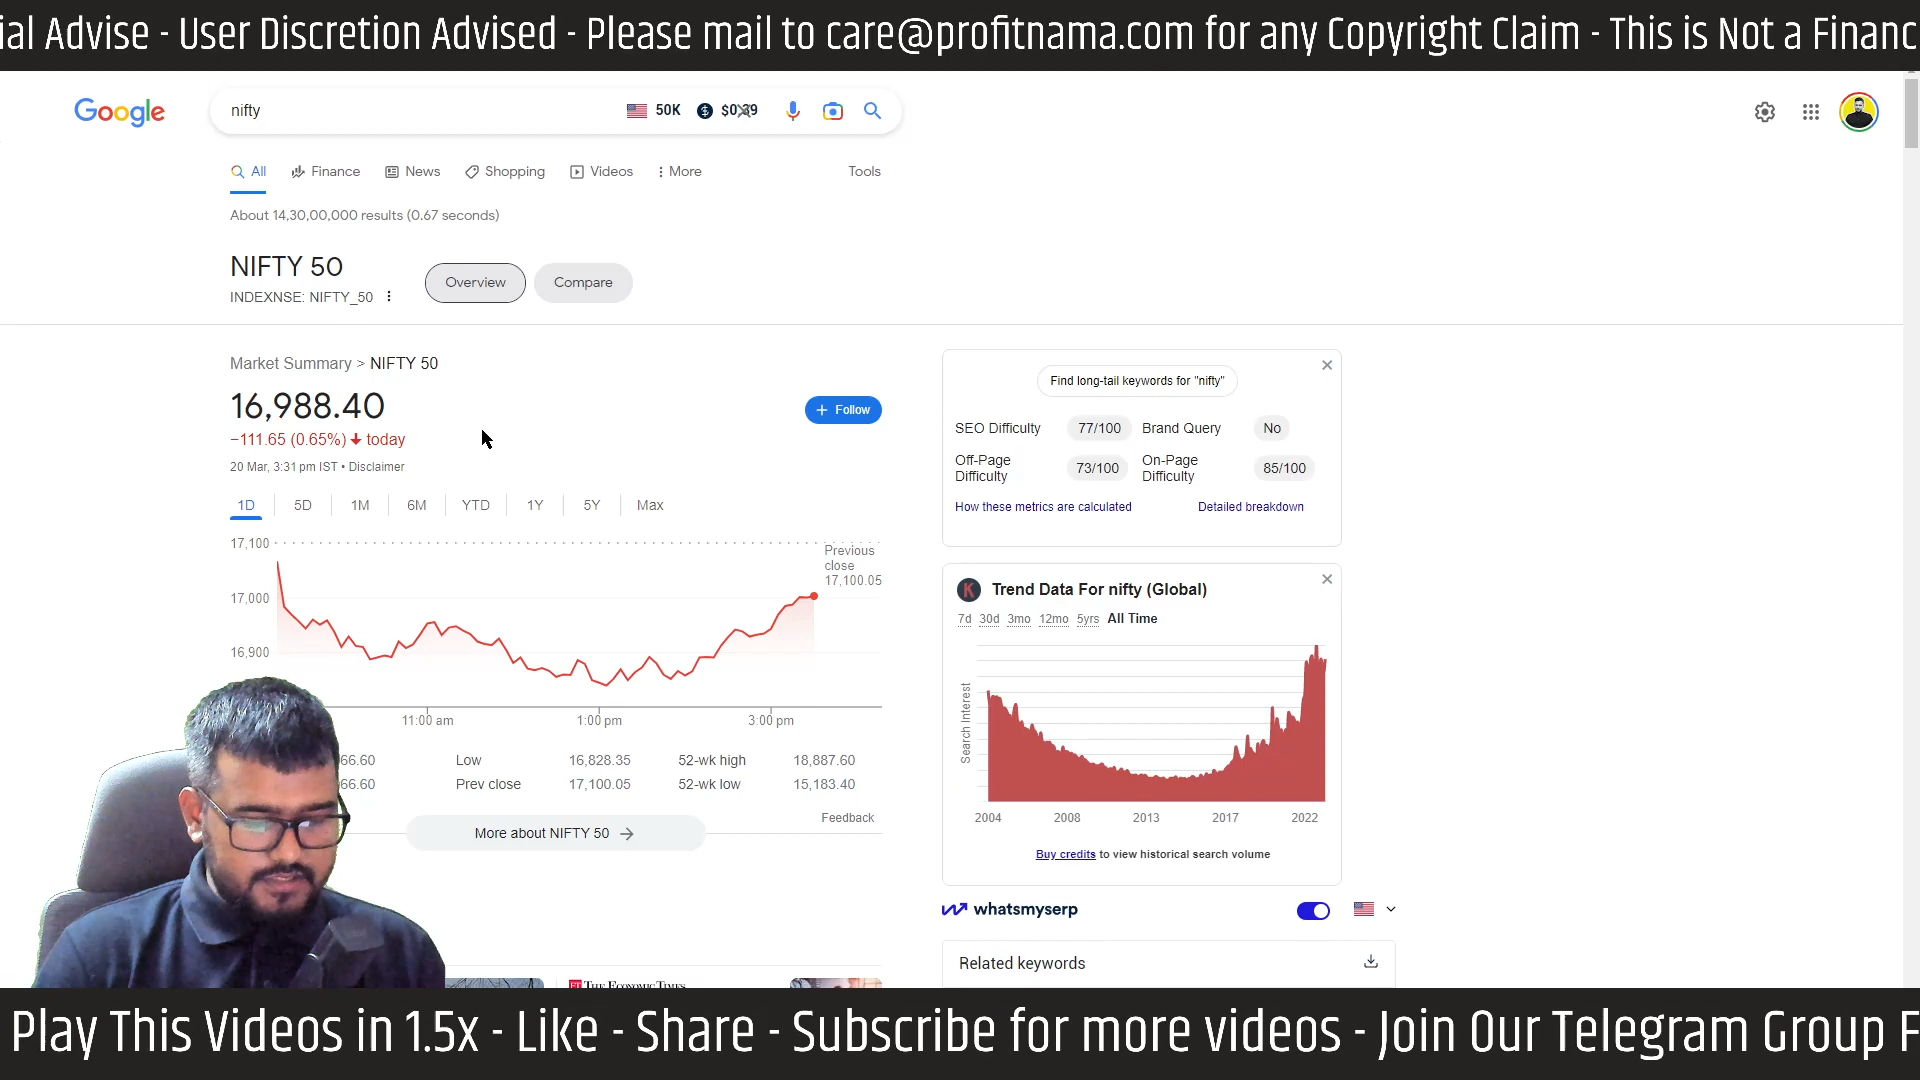 ial Advise - User Discretion Advised - Please mail to care@profitnama.com for any Copyright Claim - This is Not a Financ
Google
nifty
50K
All
Finance
News
Shopping
Videos
More
Tools
About 14,30,00,000 results (0.67 seconds)
NIFTY 50
INDEXNSE: NIFTY_50
Overview
Compare
Market Summary > NIFTY 50
16,988.40
−111.65 (0.65%) today
20 Mar, 3:31 pm IST • Disclaimer
+ Follow
1D
5D
1M
6M
YTD
1Y
5Y
Max
17,100
17,000
16,900
Previous
close
17,100.05
11:00 am
1:00 pm
3:00 pm
66.60
Low
16,828.35
52-wk high
18,887.60
66.60
Prev close
17,100.05
52-wk low
15,183.40
Feedback
More about NIFTY 50
THE ECONOMIC TIMES
Find long-tail keywords for "nifty"
SEO Difficulty
77/100
Brand Query
No
Off-Page
Difficulty
73/100
On-Page
Difficulty
85/100
How these metrics are calculated
Detailed breakdown
K
Trend Data For nifty (Global)
7d 30d 3mo 12mo 5yrs All Time
Search Interest
2004
2008
2013
2017
2022
Buy credits to view historical search volume
whatsmyserp
Related keywords
Play This Videos in 1.5x - Like - Share - Subscribe for more videos - Join Our Telegram Group F